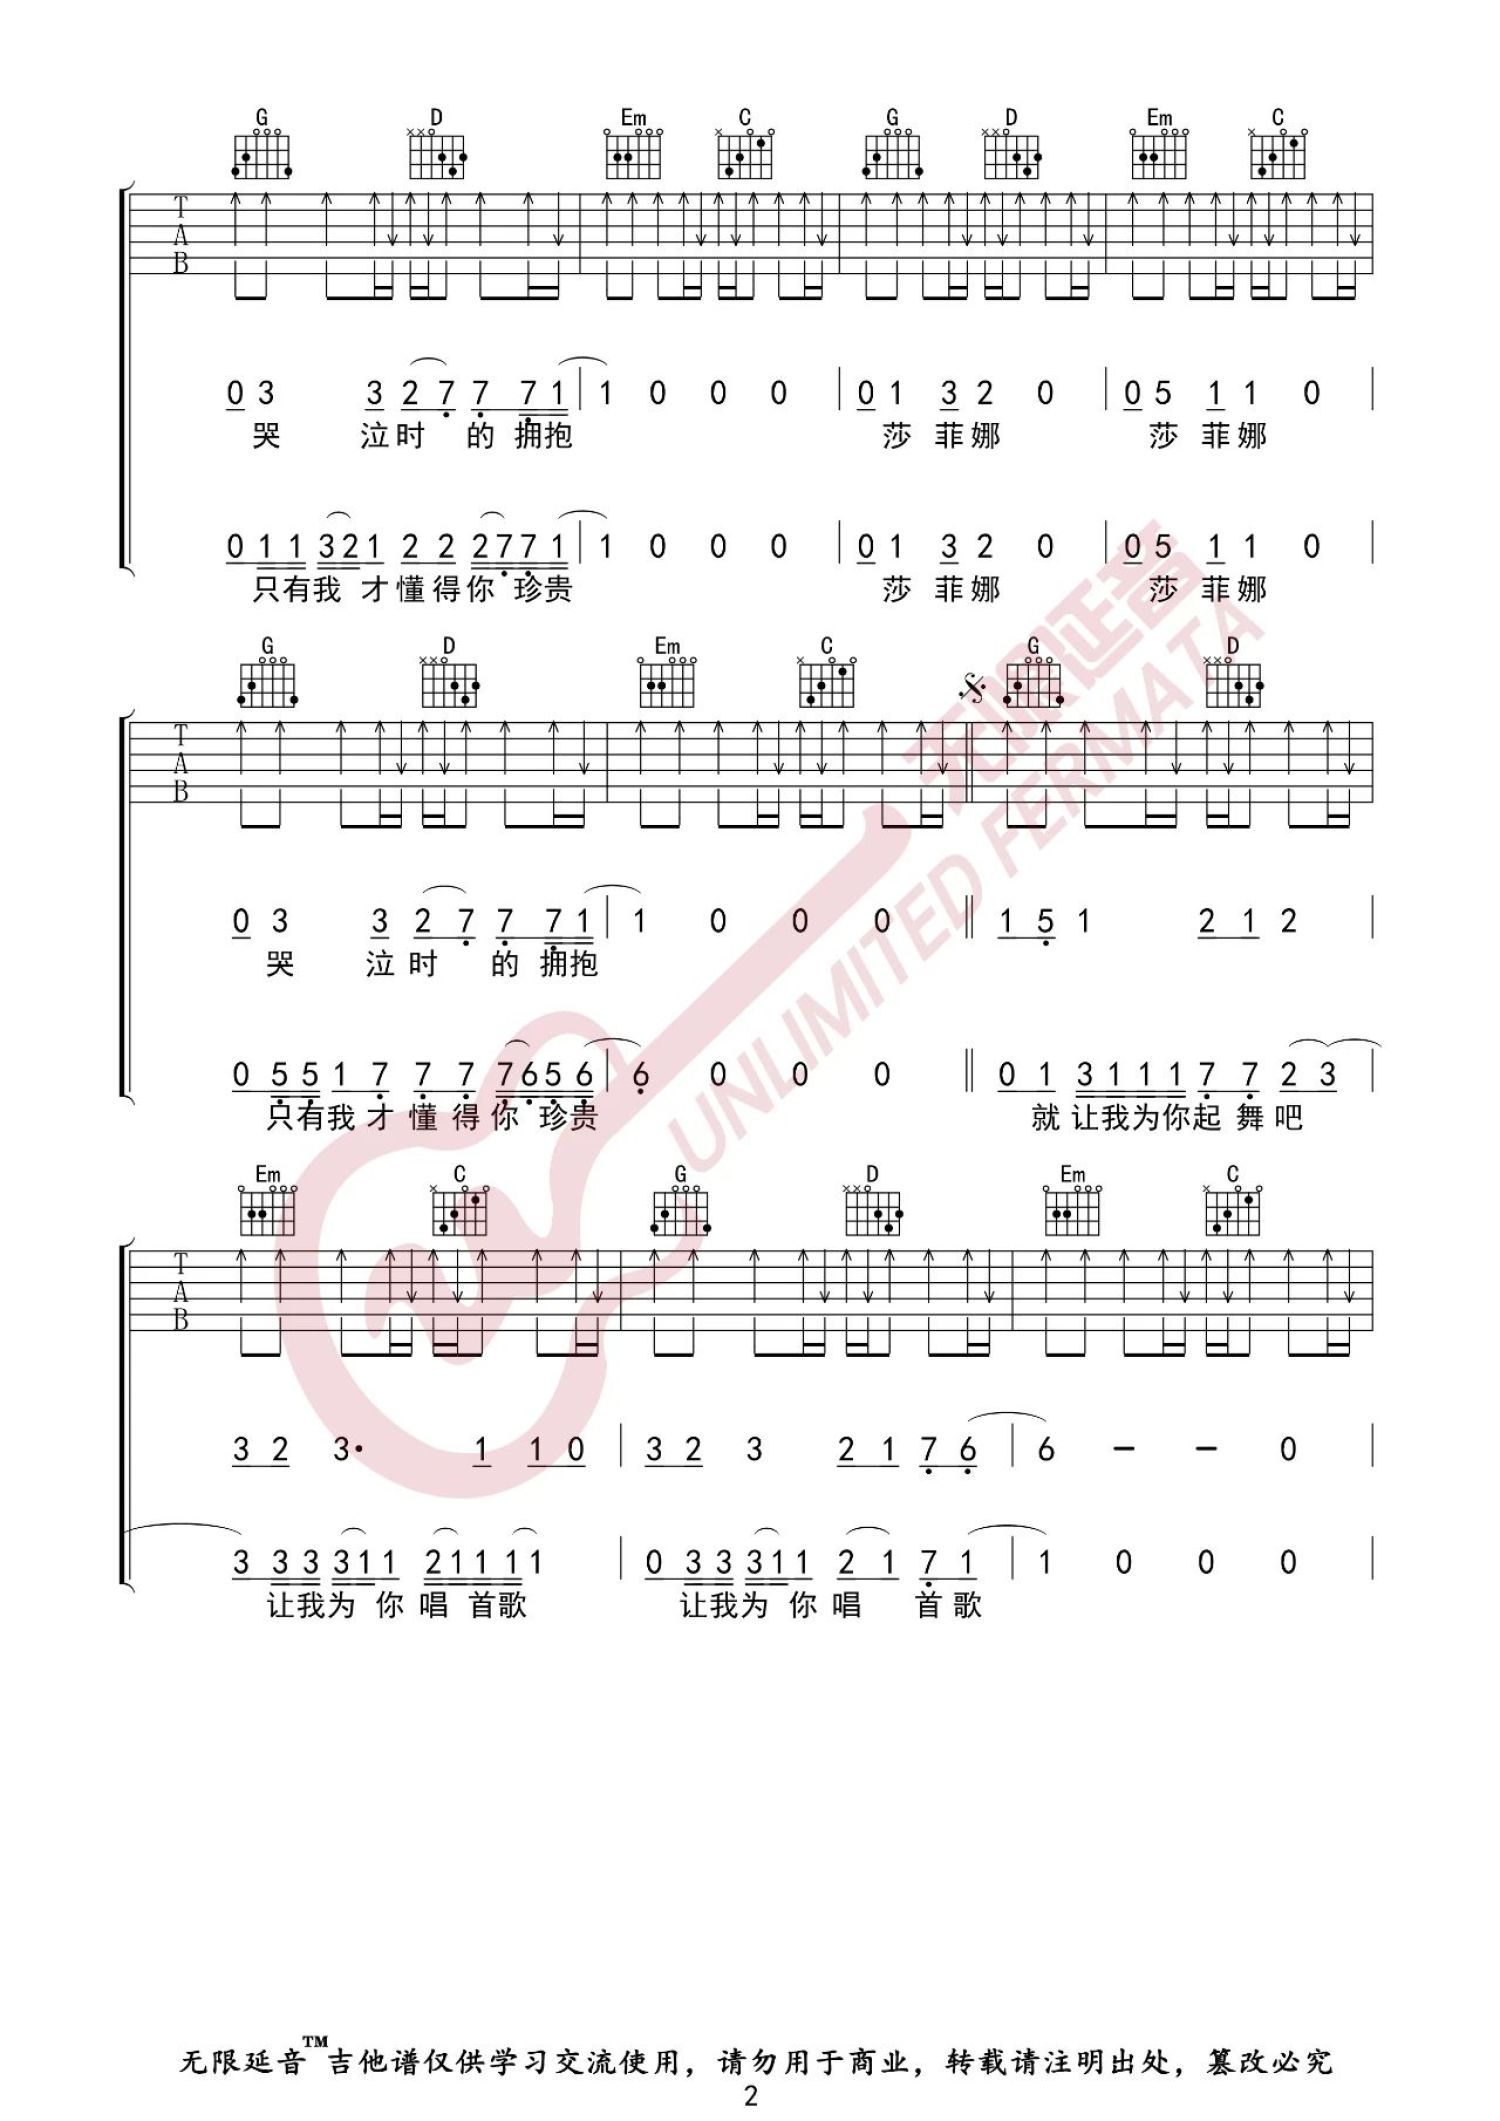 G D Em C G D Em C
T
A
B
0 3 3 2 7 7 7 1 | 1 0 0 0 | 0 1 3 2 0 | 0 5 1 1 0 |
哭 泣 时 的 拥抱 莎 菲 娜 莎 菲 娜
0 1 1 3 2 1 2 2 2 7 7 1 | 1 0 0 0 | 0 1 3 2 0 | 0 5 1 1 0 |
只有我 才 懂 得 你 珍贵 莎 菲 娜 莎 菲 娜
G D Em C G D
T
A
B
0 3 3 2 7 7 7 1 | 1 0 0 0 || 1 5 1 2 1 2 |
哭 泣 时 的 拥抱
0 5 5 1 7 7 7 7 6 5 6 | 6 0 0 0 || 0 1 3 1 1 1 7 7 2 3 |
只有我 才 懂 得 你 珍贵 就 让我为你起 舞 吧
Em C G D Em C
T
A
B
3 2 3· 1 1 0 | 3 2 3 2 1 7 6 | 6 － － 0 |
3 3 3 3 1 1 2 1 1 1 1 | 0 3 3 3 1 1 2 1 7 1 | 1 0 0 0 |
让我为 你 唱 首歌 让我为 你 唱 首 歌
无限延音
UNLIMITED FERMATA
无限延音™吉他谱仅供学习交流使用，请勿用于商业，转载请注明出处，篡改必究
2